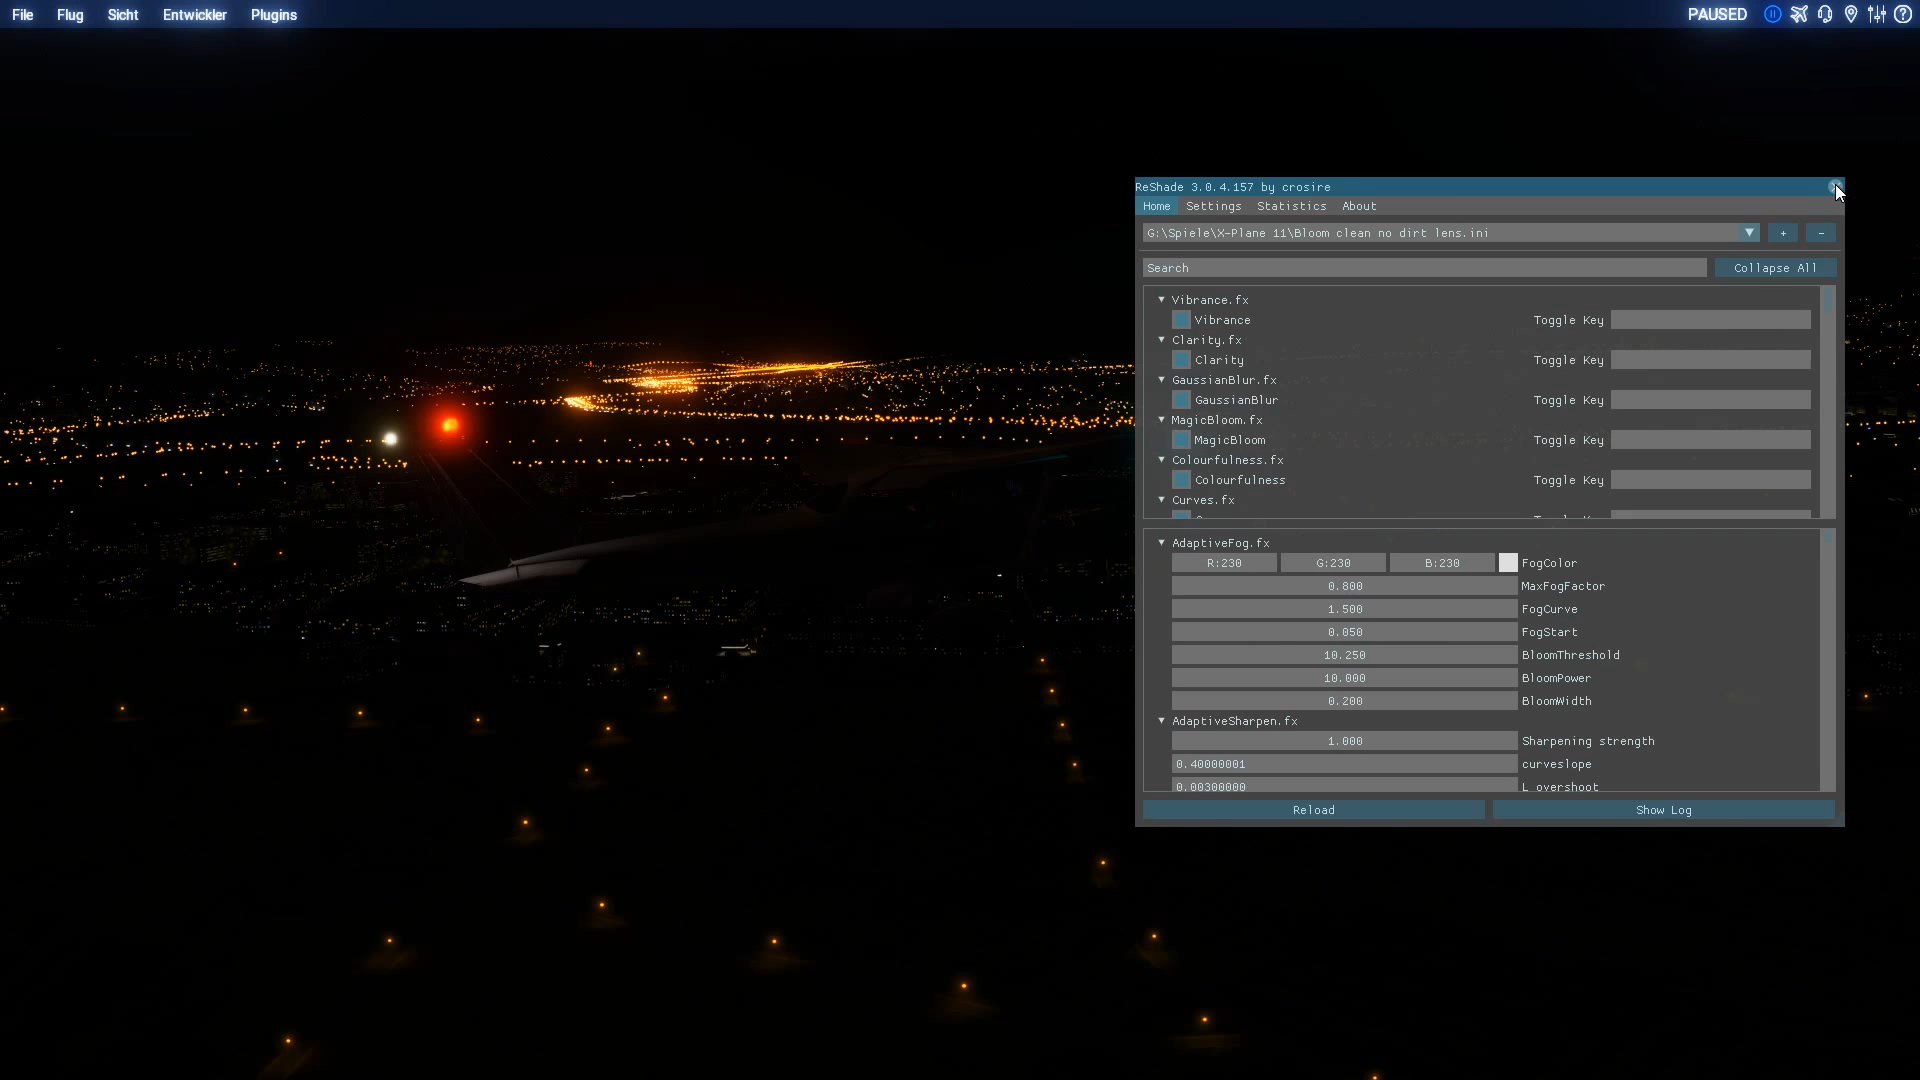 File Flug Sicht Entwickler Plugins PAUSED
ReShade 3.0.4.157 by crosire
Home Settings Statistics About
G:\Spiele\X-Plane 11\Bloom clean no dirt lens.ini + -
Search Collapse All
Vibrance.fx
Vibrance Toggle Key
Clarity.fx
Clarity Toggle Key
GaussianBlur.fx
GaussianBlur Toggle Key
MagicBloom.fx
MagicBloom Toggle Key
Colourfulness.fx
Colourfulness Toggle Key
Curves.fx
AdaptiveFog.fx
R:230 G:230 B:230 FogColor
0.800 MaxFogFactor
1.500 FogCurve
0.050 FogStart
10.250 BloomThreshold
10.000 BloomPower
0.200 BloomWidth
AdaptiveSharpen.fx
1.000 Sharpening strength
0.40000001 curveslope
0.00300000 L_overshoot
Reload Show Log